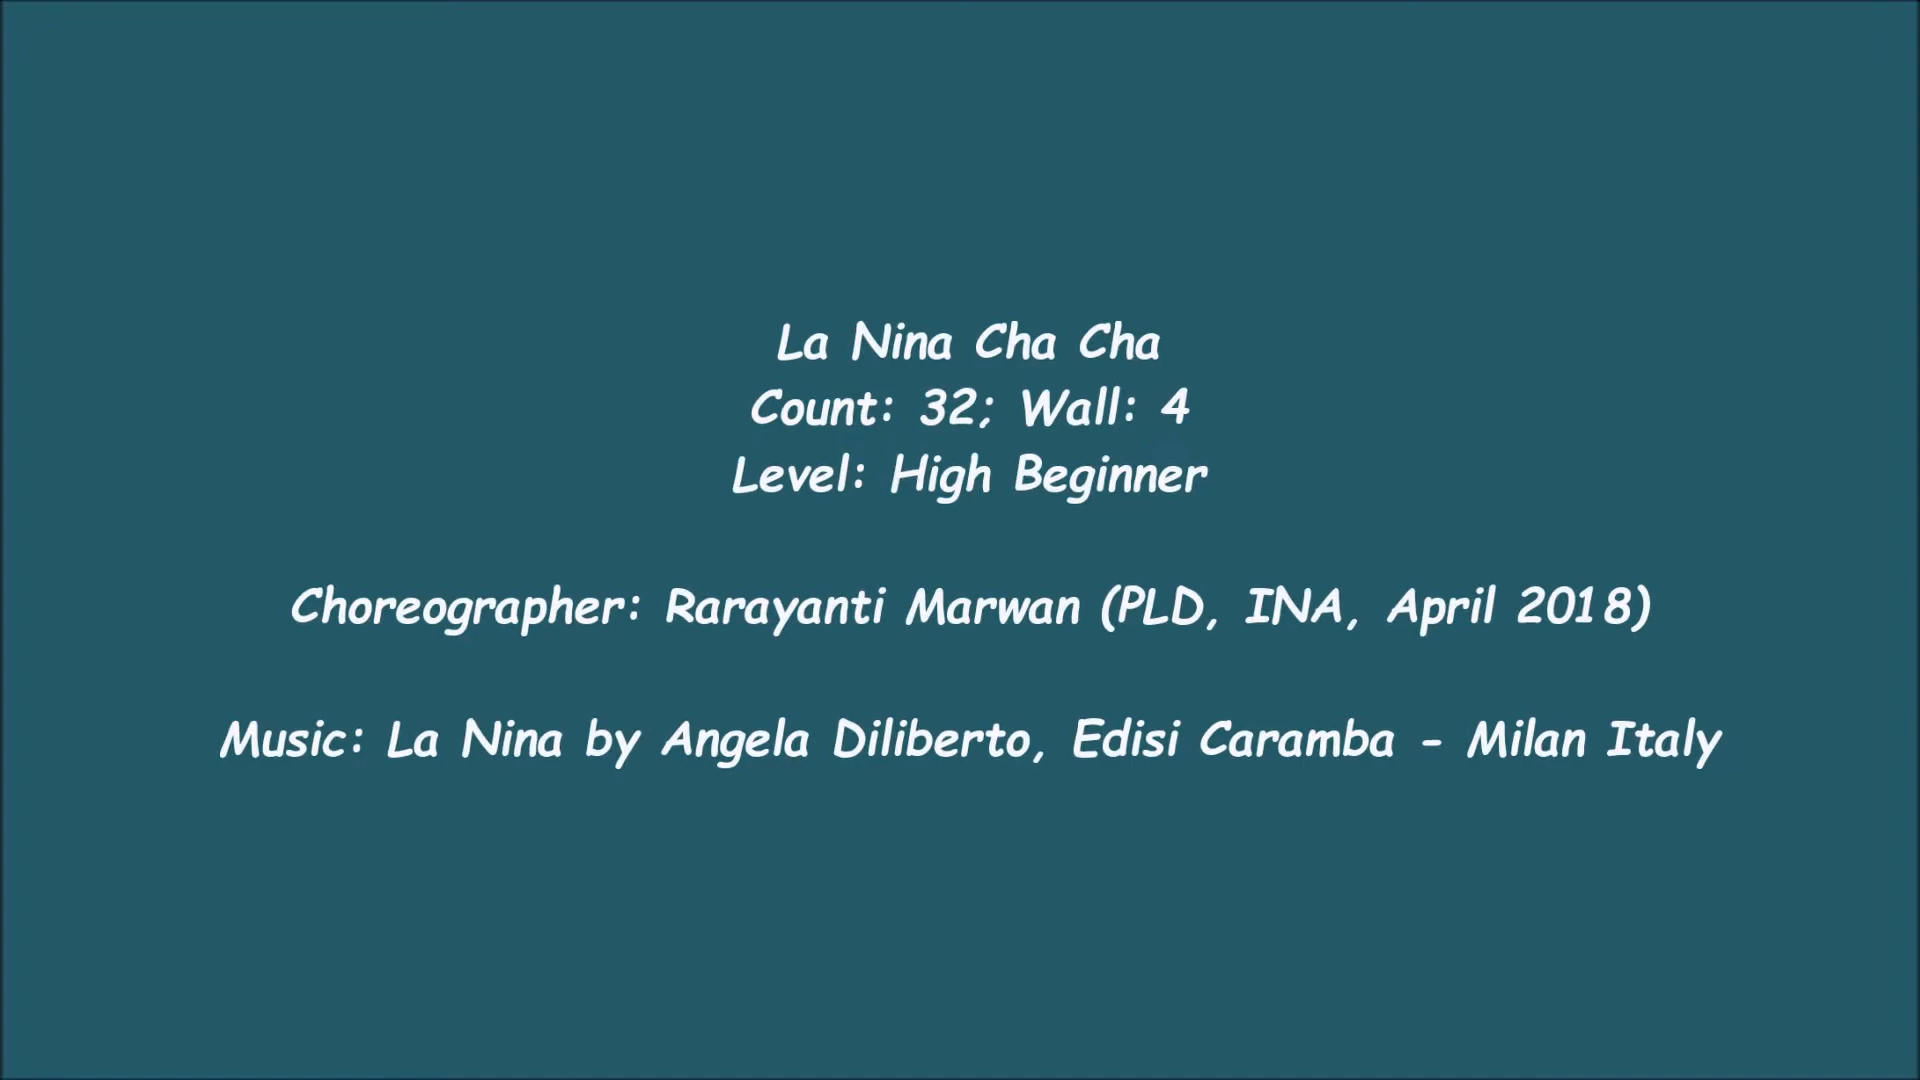 La Nina Cha Cha
Count: 32; Wall: 4
Level: High Beginner
Choreographer: Rarayanti Marwan (PLD, INA, April 2018)
Music: La Nina by Angela Diliberto, Edisi Caramba - Milan Italy